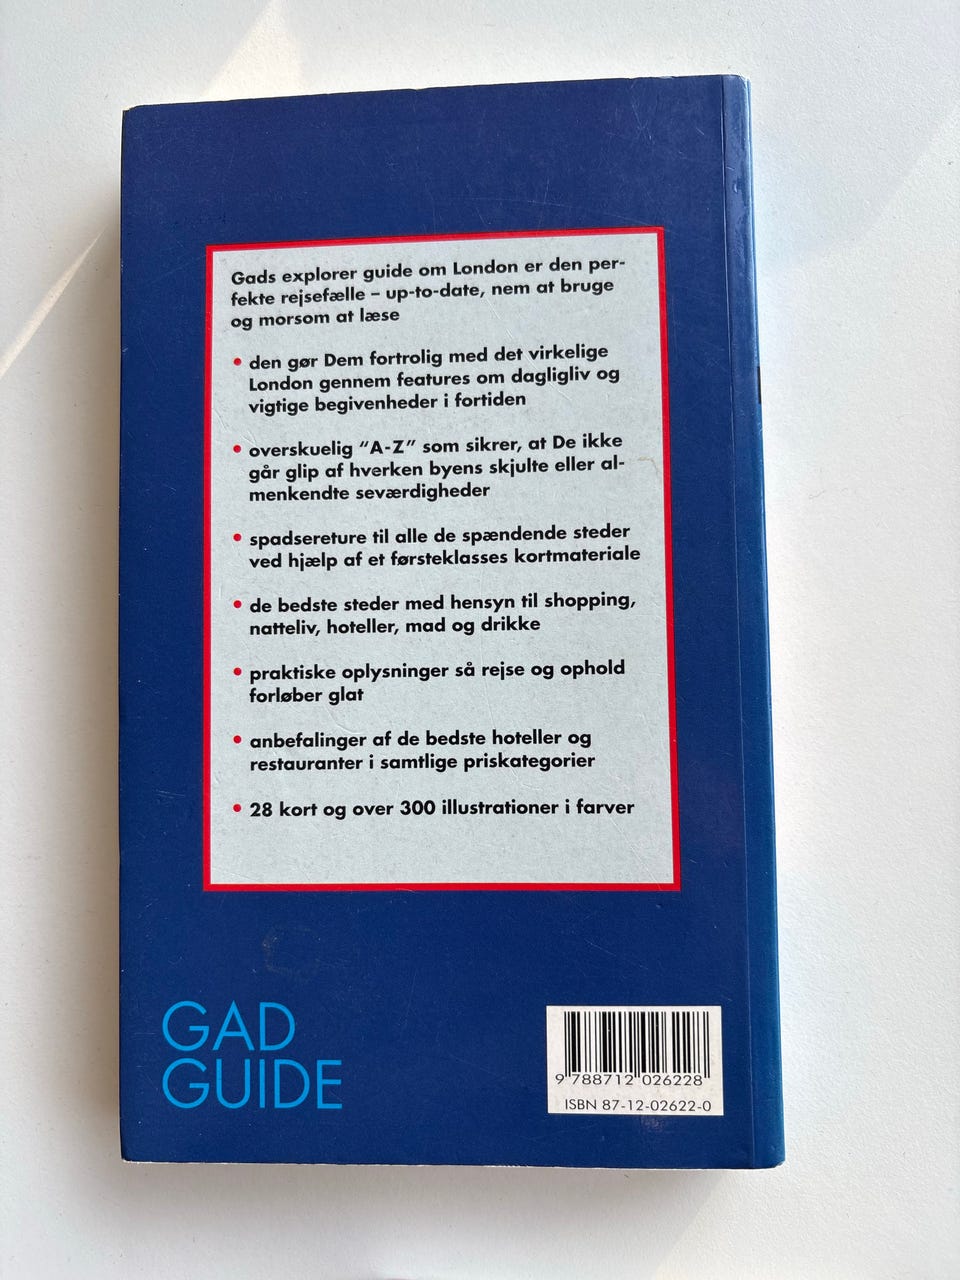 Gads explorer guide om London er den per-
fekte rejsefælle – up-to-date, nem at bruge
og morsom at læse
• den gør Dem fortrolig med det virkelige
London gennem features om dagligliv og
vigtige begivenheder i fortiden
• overskuelig "A-Z" som sikrer, at De ikke
går glip af hverken byens skjulte eller al-
menkendte seværdigheder
• spadsereture til alle de spændende steder
ved hjælp af et førsteklasses kortmateriale
• de bedste steder med hensyn til shopping,
natteliv, hoteller, mad og drikke
• praktiske oplysninger så rejse og ophold
forløber glat
• anbefalinger af de bedste hoteller og
restauranter i samtlige priskategorier
• 28 kort og over 300 illustrationer i farver
GAD
GUIDE
9 788712 026228
ISBN 87-12-02622-0